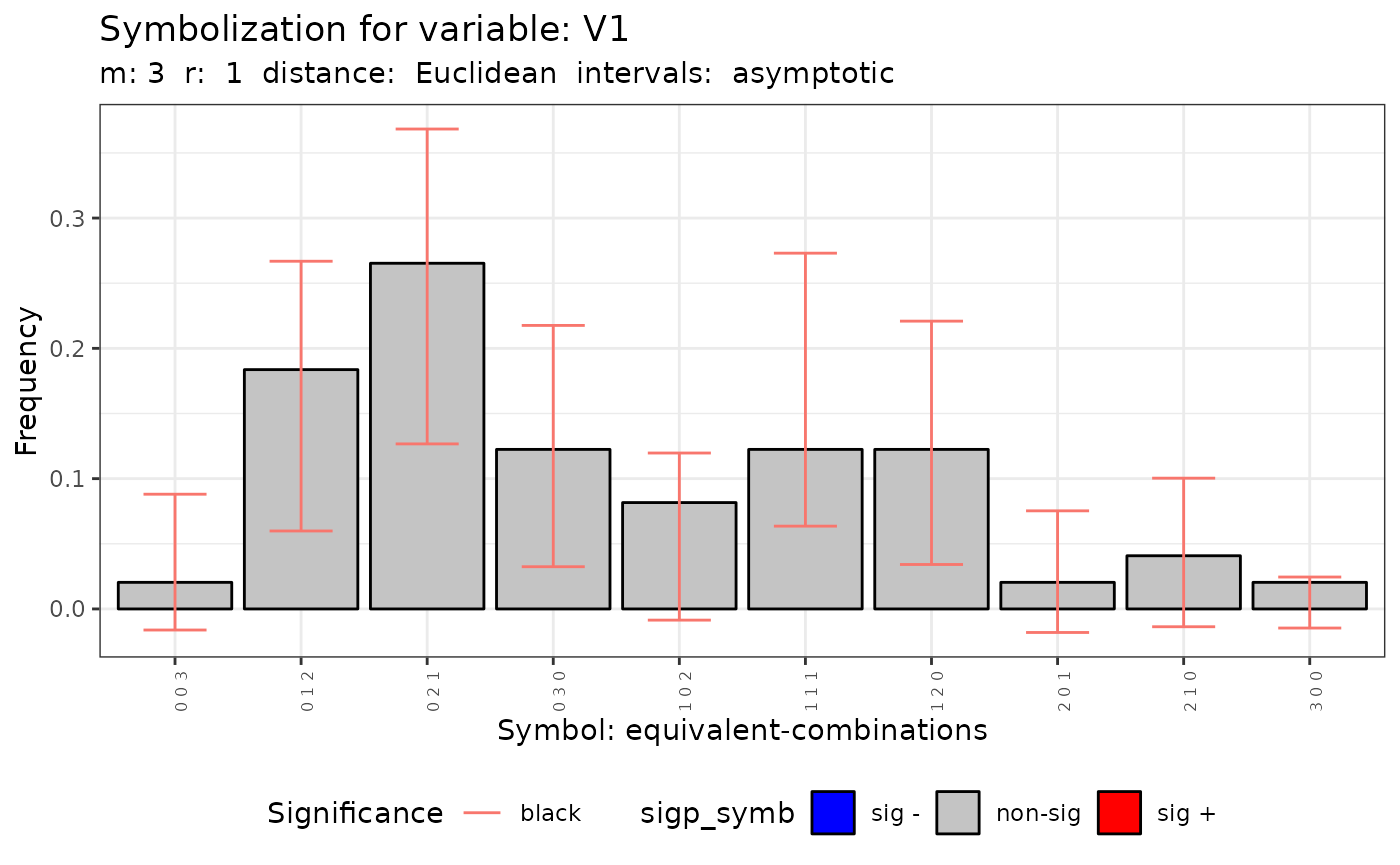 Symbolization for variable: V1
m: 3 r: 1 distance: Euclidean intervals: asymptotic
Frequency
0.3
0.2
0.1
0.0
0 0 3
0 1 2
0 2 1
0 3 0
1 0 2
1 1 1
1 2 0
2 0 1
2 1 0
3 0 0
Symbol: equivalent-combinations
Significance black sigp_symb sig - non-sig sig +